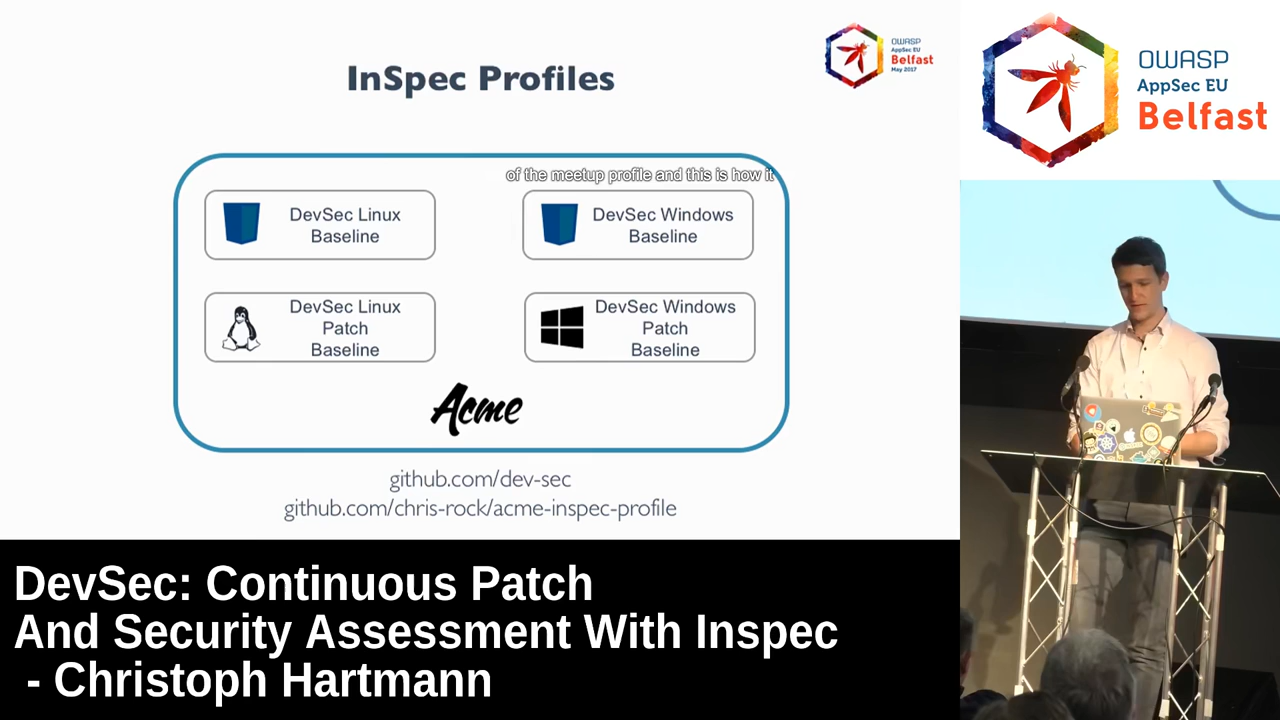 InSpec Profiles
OWASP
AppSec EU
Belfast
May 2017
of the meetup profile and this is how it
DevSec Linux
Baseline
DevSec Windows
Baseline
DevSec Linux
Patch
Baseline
DevSec Windows
Patch
Baseline
Acme
github.com/dev-sec
github.com/chris-rock/acme-inspec-profile
OWASP
AppSec EU
Belfast
DevSec: Continuous Patch
And Security Assessment With Inspec
- Christoph Hartmann